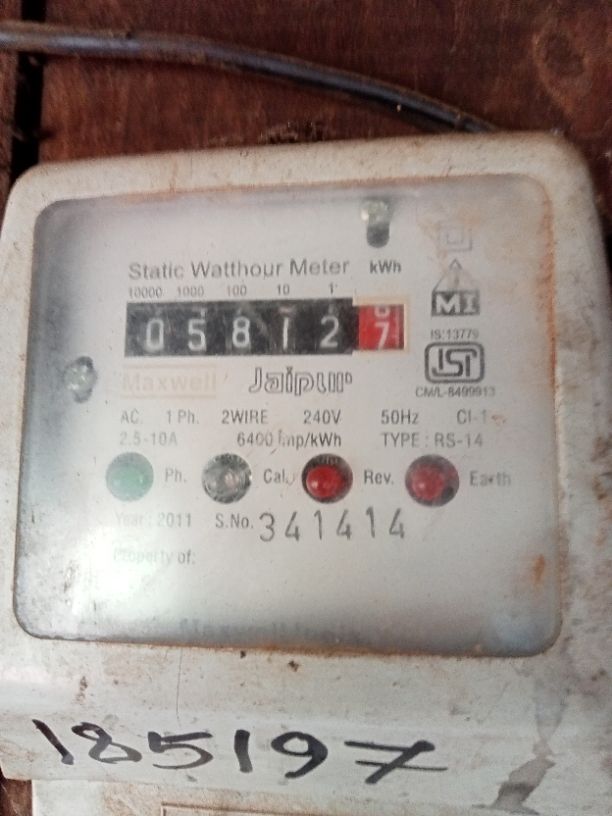 Static Watthour Meter kWh
10000 1000 100 10 1
0 5 8 1 2 7
MI
IS:13779
ISI
CM/L-8499913
Maxwell Jaipur
AC. 1 Ph. 2WIRE 240V 50Hz Cl-1
2.5-10A 6400 Imp/kWh TYPE : RS-14
Ph. Cal. Rev. Earth
Year : 2011 S.No. 341414
Property of:
185197